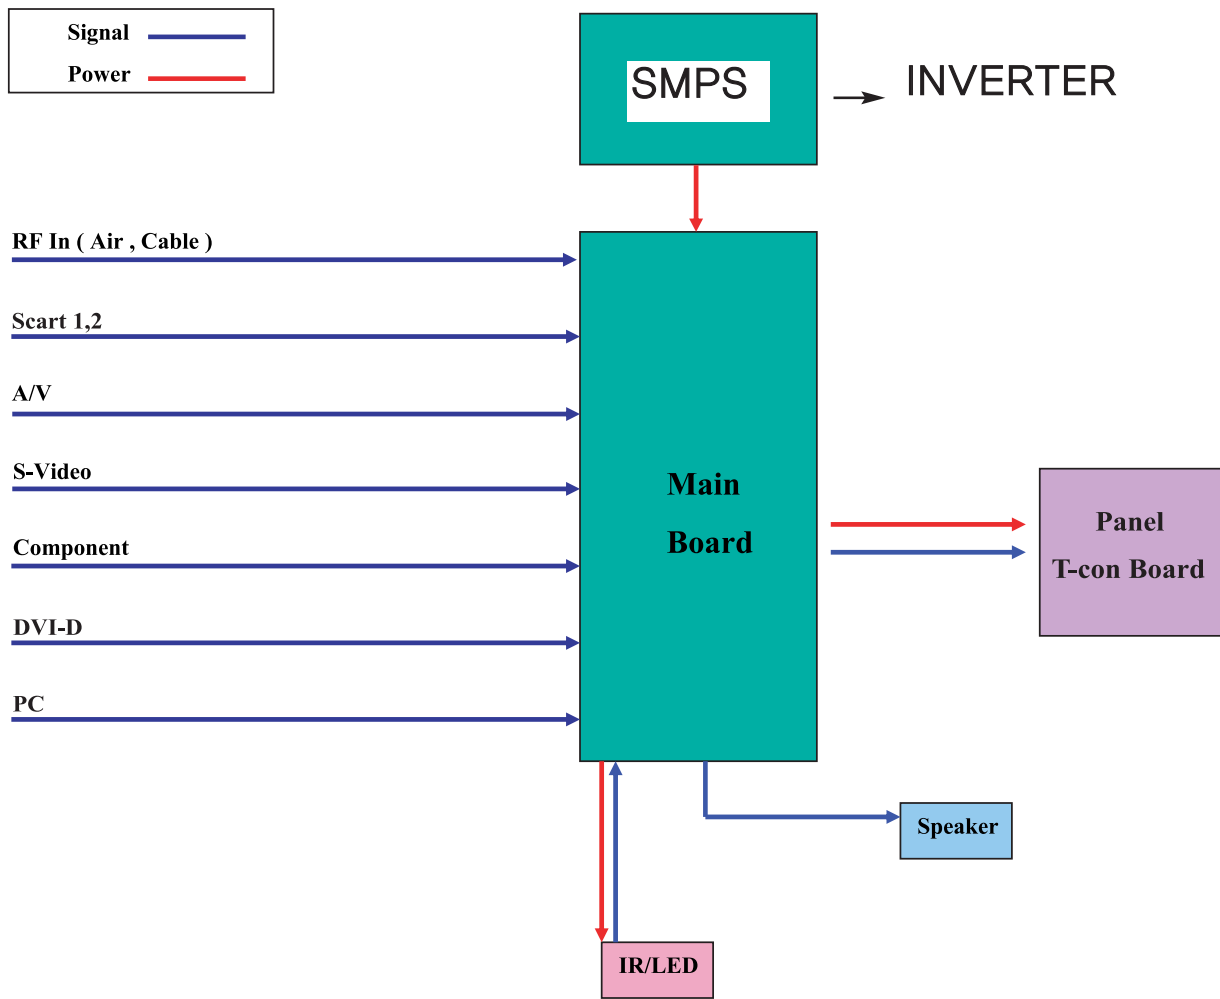 Signal
Power
SMPS
INVERTER
RF In ( Air , Cable )
Scart 1,2
A/V
S-Video
Component
DVI-D
PC
Main
Board
Panel
T-con Board
Speaker
IR/LED